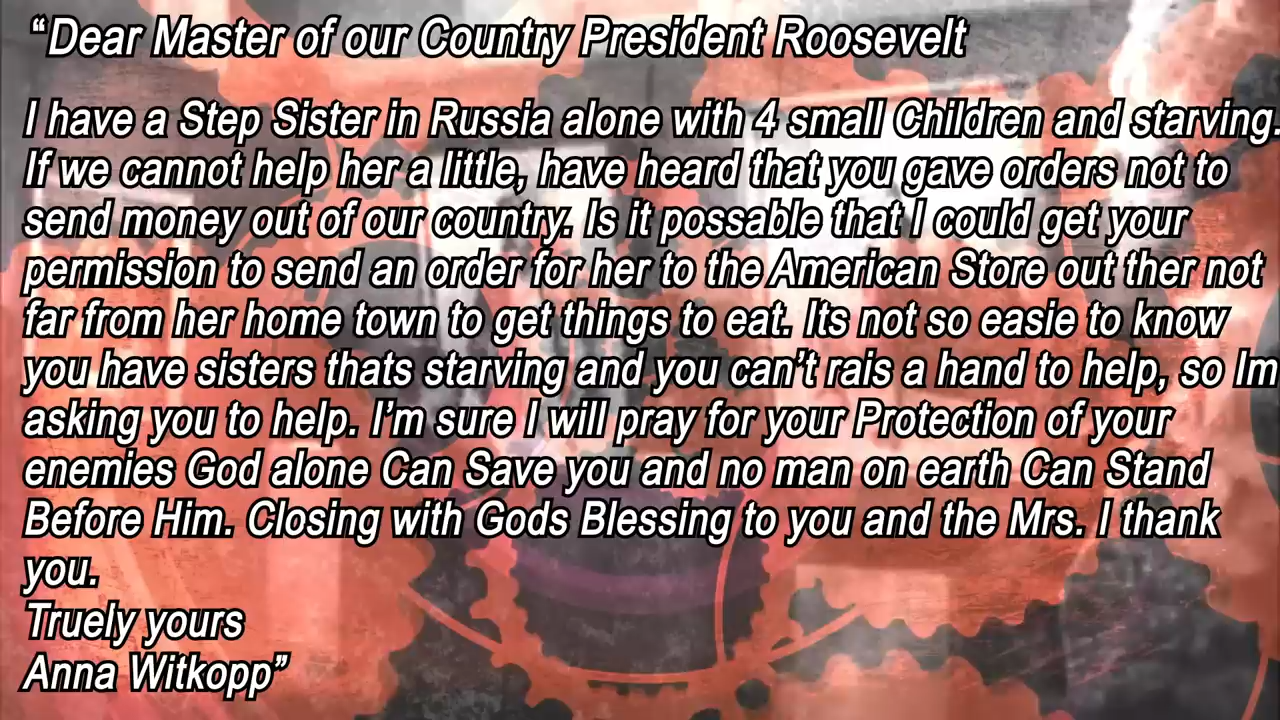 “Dear Master of our Country President Roosevelt
I have a Step Sister in Russia alone with 4 small Children and starving.
If we cannot help her a little, have heard that you gave orders not to
send money out of our country. Is it possable that I could get your
permission to send an order for her to the American Store out ther not
far from her home town to get things to eat. Its not so easie to know
you have sisters thats starving and you can’t rais a hand to help, so Im
asking you to help. I’m sure I will pray for your Protection of your
enemies God alone Can Save you and no man on earth Can Stand
Before Him. Closing with Gods Blessing to you and the Mrs. I thank
you.
Truely yours
Anna Witkopp”